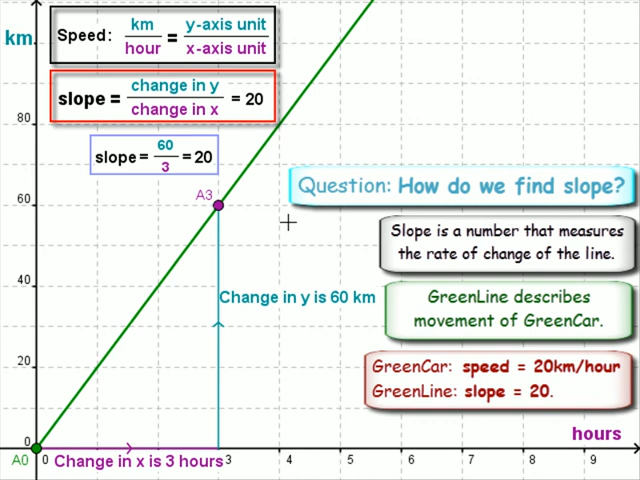 km
Speed: km/hour = y-axis unit/x-axis unit
slope = change in y/change in x = 20
slope = 60/3 = 20
80
A3
60
Question: How do we find slope?
Slope is a number that measures
the rate of change of the line.
40
Change in y is 60 km
GreenLine describes
movement of GreenCar.
20
GreenCar: speed = 20km/hour
GreenLine: slope = 20.
0
hours
A0
0
Change in x is 3 hours
3
4
5
6
7
8
9